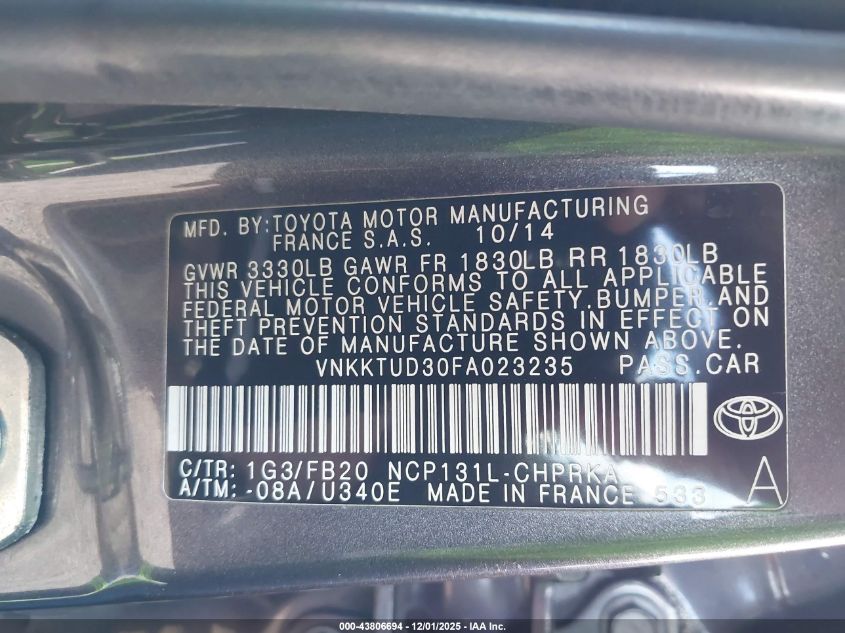 MFD. BY: TOYOTA MOTOR MANUFACTURING
FRANCE S.A.S. 10/14
GVWR 3330LB GAWR FR 1830LB RR 1830LB
THIS VEHICLE CONFORMS TO ALL APPLICABLE
FEDERAL MOTOR VEHICLE SAFETY, BUMPER, AND
THEFT PREVENTION STANDARDS IN EFFECT ON
THE DATE OF MANUFACTURE SHOWN ABOVE.
VNKKTUD30FA023235 PASS. CAR
C/TR: 1G3/FB20 NCP131L-CHPRKA
A/TM: -08A/U340E MADE IN FRANCE 533
A
000-43806694 - 12/01/2025 - IAA Inc.